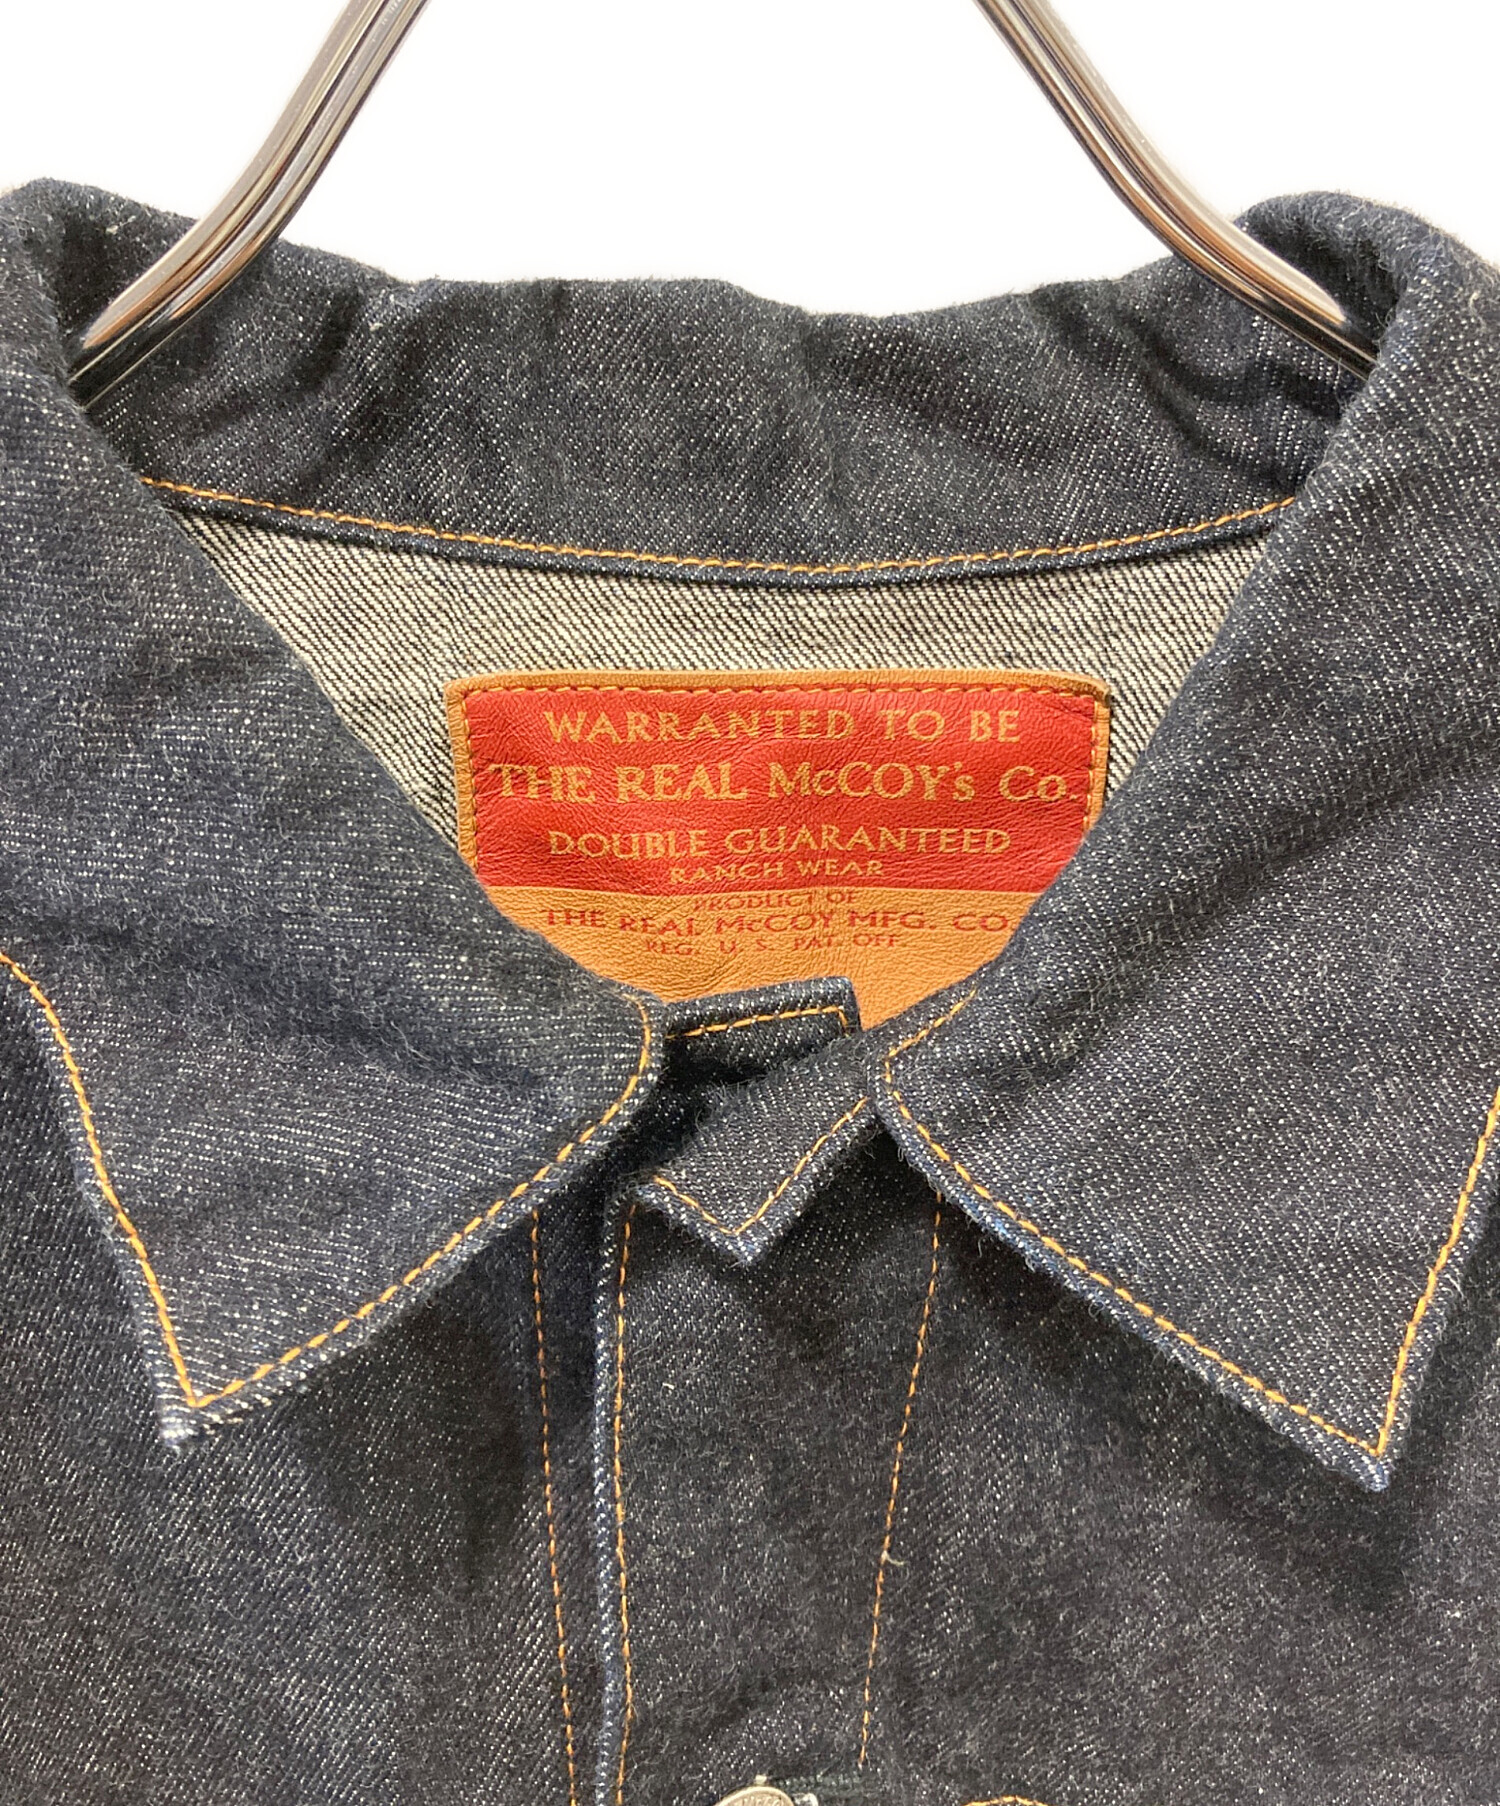 WARRANTED TO BE
THE REAL McCOY's Co.
DOUBLE GUARANTEED
RANCH WEAR
PRODUCT OF
THE REAL McCOY MFG. CO.
REG. U. S. PAT. OFF